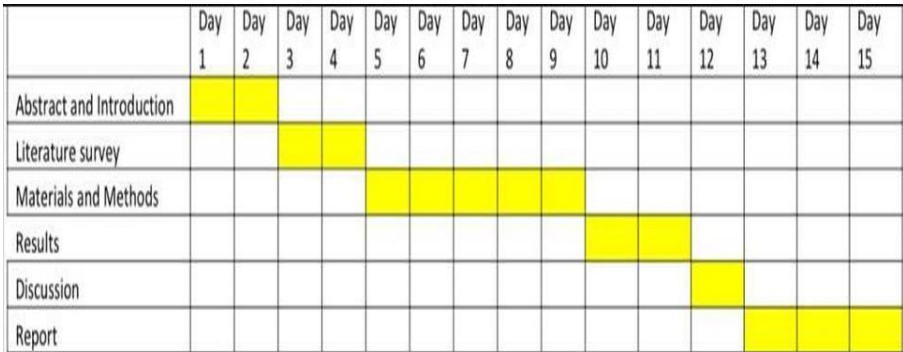 Day Day Day Day Day Day Day Day Day Day Day Day Day Day Day
1 2 3 4 5 6 7 8 9 10 11 12 13 14 15
Abstract and Introduction
Literature survey
Materials and Methods
Results
Discussion
Report